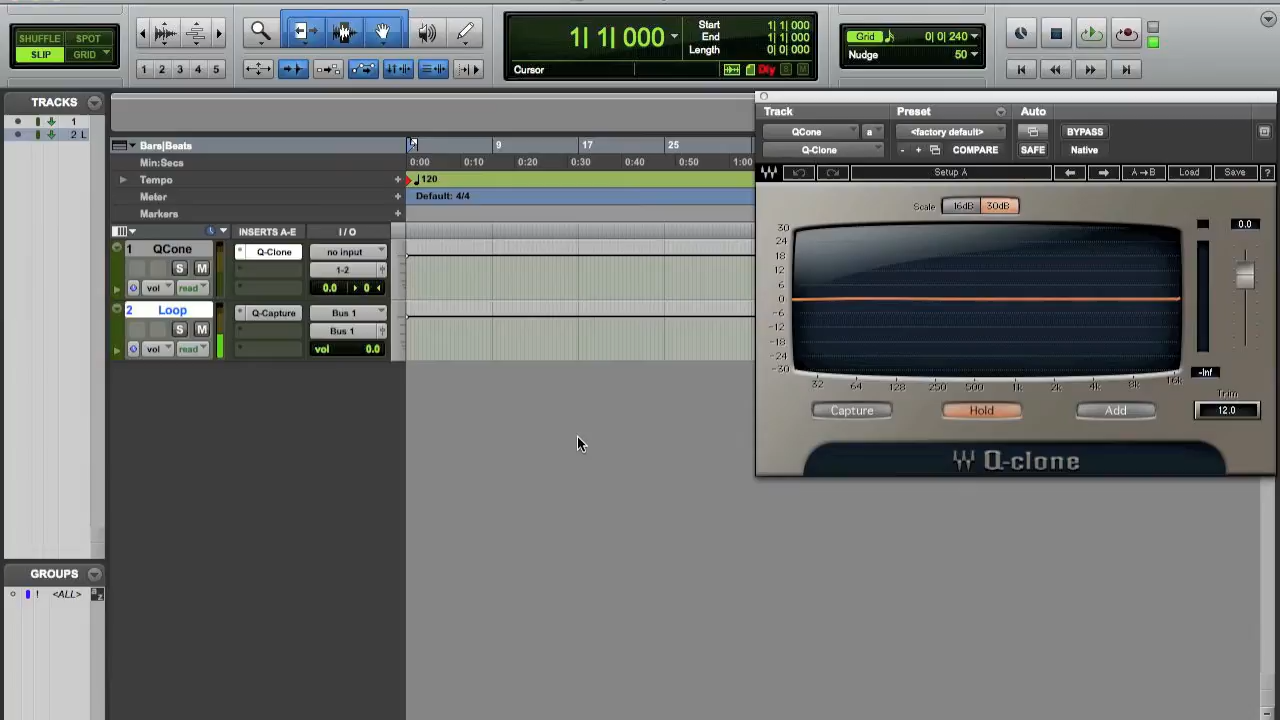 SHUFFLE SPOT
SLIP GRID
1 2 3 4 5
1| 1| 000
Start 1| 1| 000
End 1| 1| 000
Length 0| 0| 000
Cursor
Dly S M
Grid 0| 0| 240
Nudge 50
TRACKS
1
2 L
Bars|Beats 9 17 25
Min:Secs 0:00 0:10 0:20 0:30 0:40 0:50 1:00
Tempo 120
Meter Default: 4/4
Markers
INSERTS A-E I / O
1 QCone Q-Clone no input
S M 1-2
vol read 0.0 0
2 Loop Q-Capture Bus 1
S M Bus 1
vol read vol 0.0
Track Preset Auto
QCone a <factory default> BYPASS
Q-Clone - + COMPARE SAFE Native
Setup A A→B Load Save ?
Scale 16dB 30dB
0.0
30
24
18
12
6
0
-6
-12
-18
-24
-30
32 64 128 250 500 1k 2k 4k 8k 16k
-Inf
Trim
Capture Hold Add 12.0
Q-clone
GROUPS
! <ALL> a z